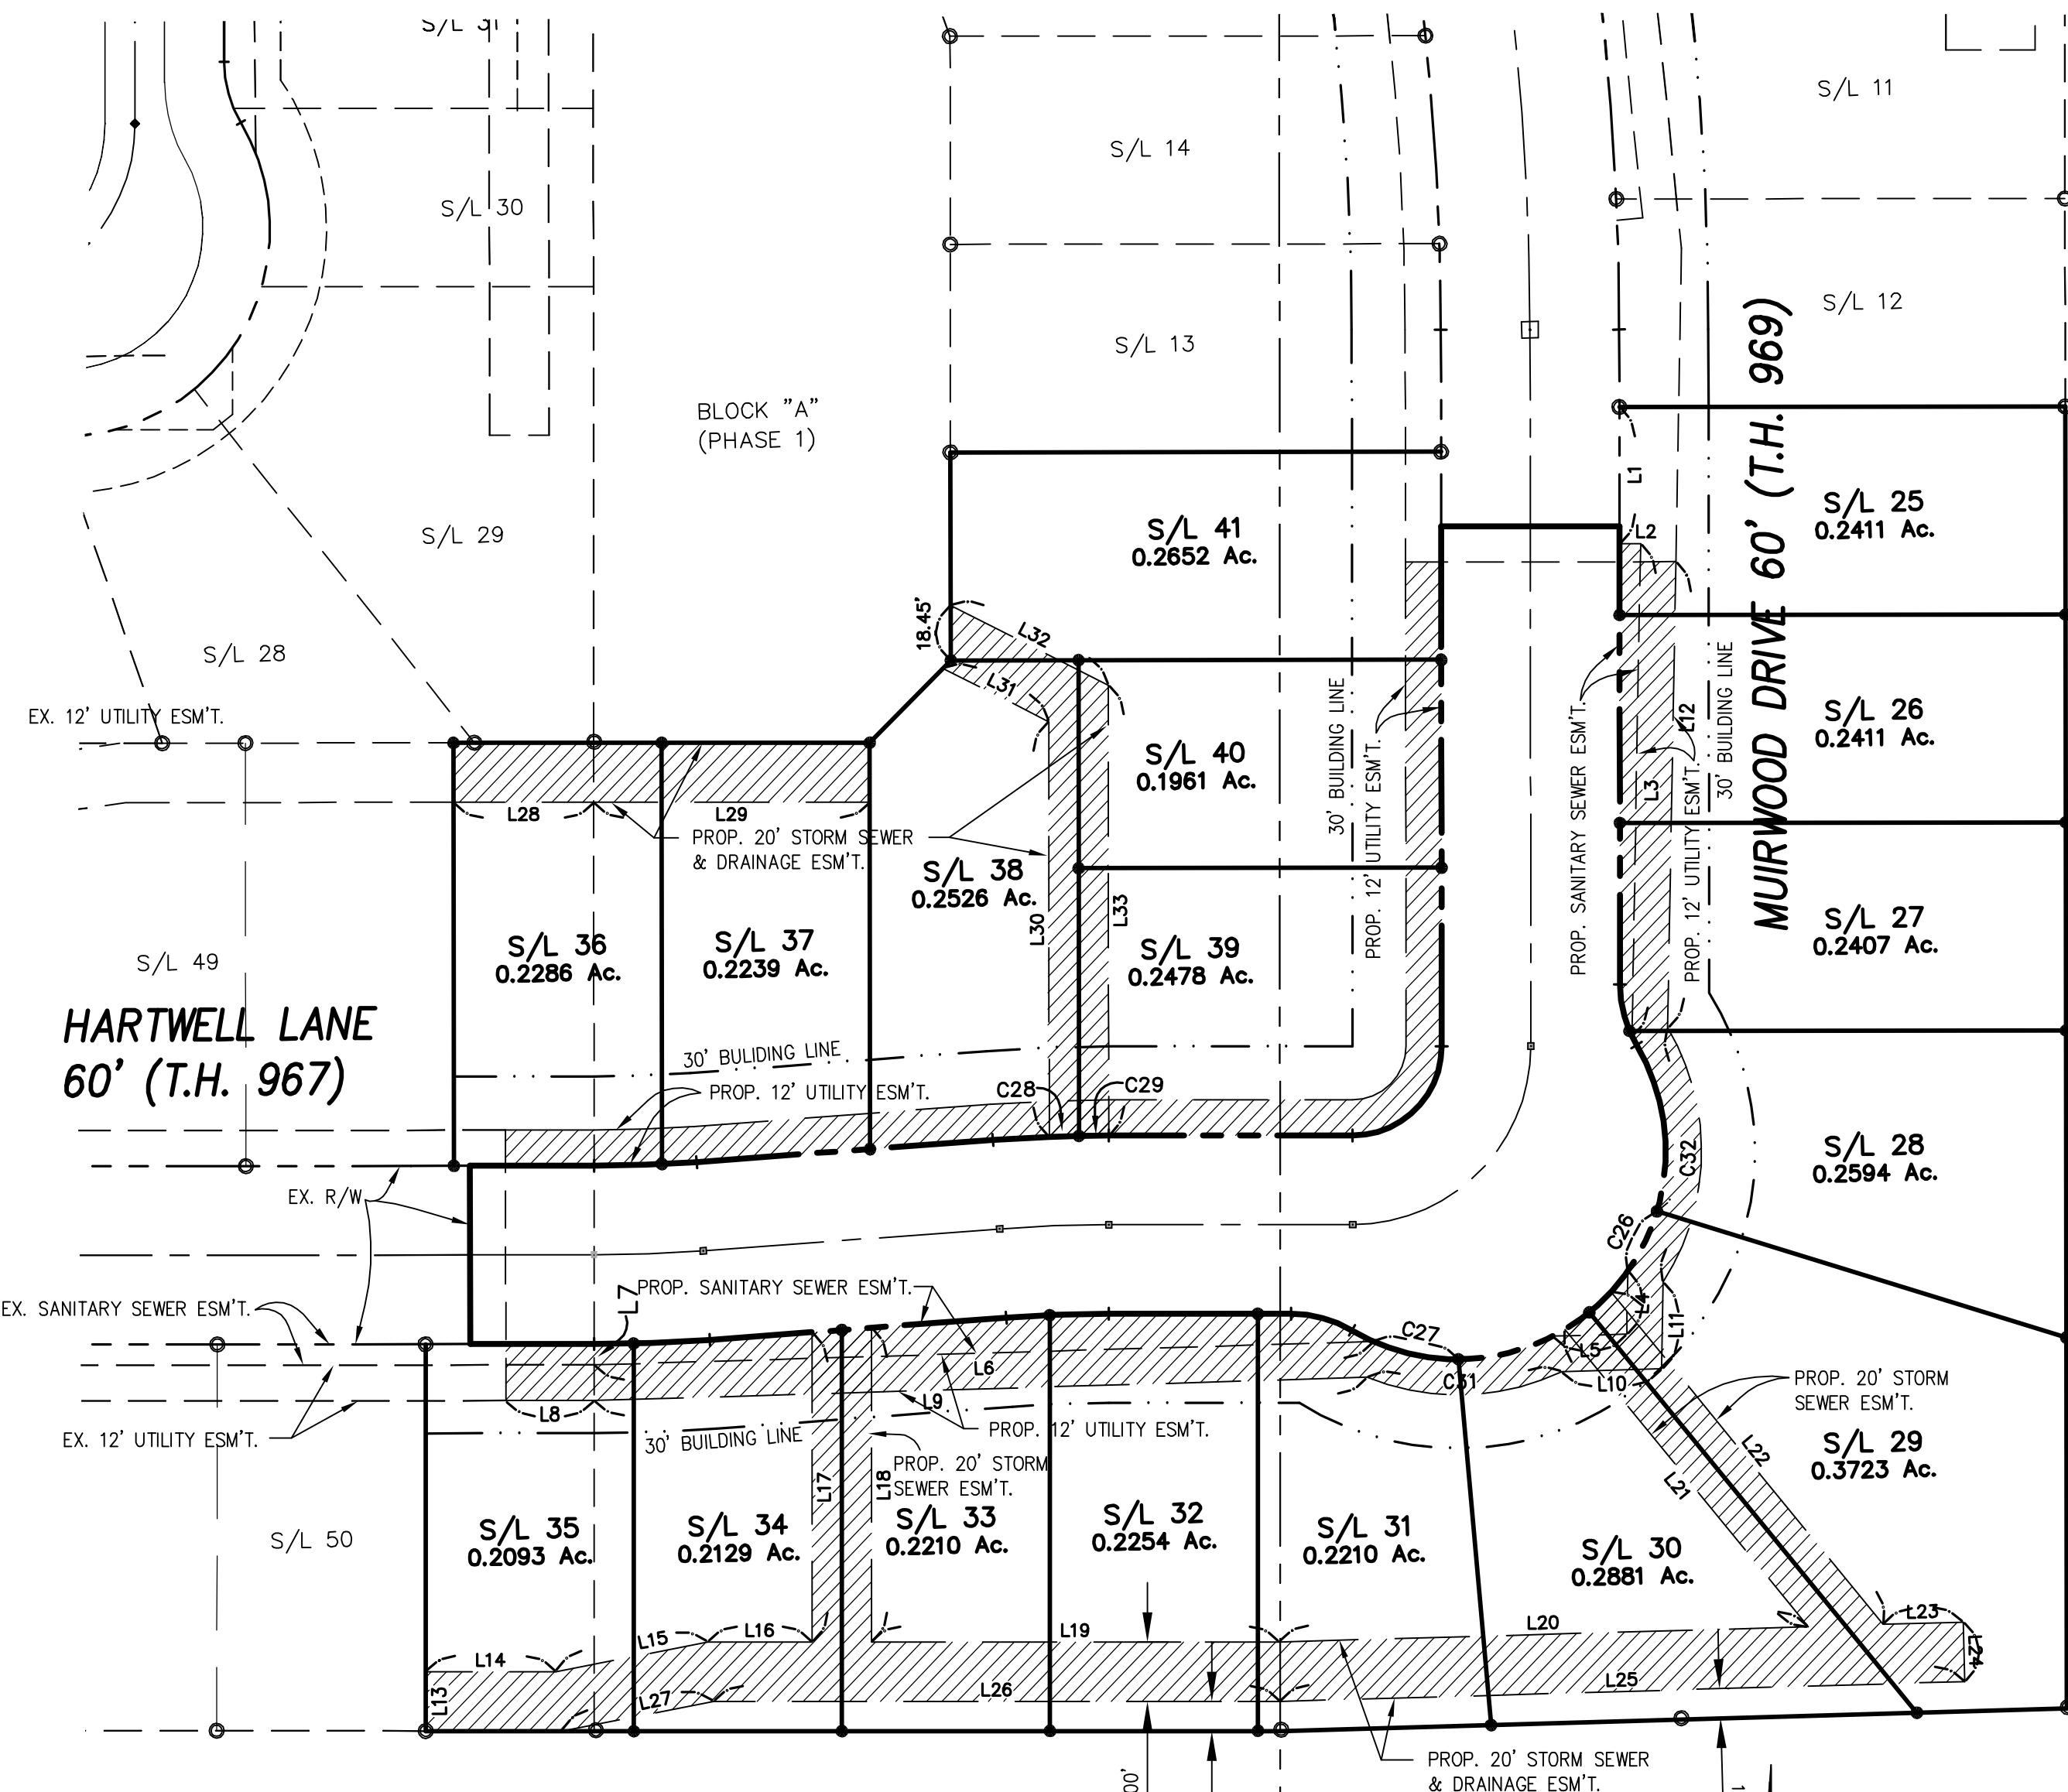 S/L 31
S/L 11
S/L 14
S/L 30
S/L 12
S/L 13
BLOCK "A"
(PHASE 1)
MUIRWOOD DRIVE 60' (T.H. 969)
L1
S/L 25
0.2411 Ac.
S/L 29
S/L 41
0.2652 Ac.
L2
18.45'
L32
S/L 28
L31
EX. 12' UTILITY ESM'T.
30' BUILDING LINE
PROP. 12' UTILITY ESM'T.
PROP. SANITARY SEWER ESM'T.
L12
30' BUILDING LINE
S/L 26
0.2411 Ac.
S/L 40
0.1961 Ac.
L3
PROP. 12' UTILITY ESM'T.
L28
L29
PROP. 20' STORM SEWER
& DRAINAGE ESM'T.
S/L 38
0.2526 Ac.
L30
L33
S/L 27
0.2407 Ac.
S/L 49
S/L 36
0.2286 Ac.
S/L 37
0.2239 Ac.
S/L 39
0.2478 Ac.
HARTWELL LANE
60' (T.H. 967)
30' BULIDING LINE
PROP. 12' UTILITY ESM'T.
C28
C29
C32
S/L 28
0.2594 Ac.
EX. R/W
C26
PROP. SANITARY SEWER ESM'T.
L7
EX. SANITARY SEWER ESM'T.
L4
L11
C27
L5
L6
C31
L10
PROP. 20' STORM
SEWER ESM'T.
L8
L9
EX. 12' UTILITY ESM'T.
30' BUILDING LINE
PROP. 12' UTILITY ESM'T.
PROP. 20' STORM
SEWER ESM'T.
L17
L18
L22
L21
S/L 29
0.3723 Ac.
S/L 50
S/L 35
0.2093 Ac.
S/L 34
0.2129 Ac.
S/L 33
0.2210 Ac.
S/L 32
0.2254 Ac.
S/L 31
0.2210 Ac.
S/L 30
0.2881 Ac.
L14
L15
L16
L19
L20
L23
L24
L13
L27
L26
L25
PROP. 20' STORM SEWER
& DRAINAGE ESM'T.
00'